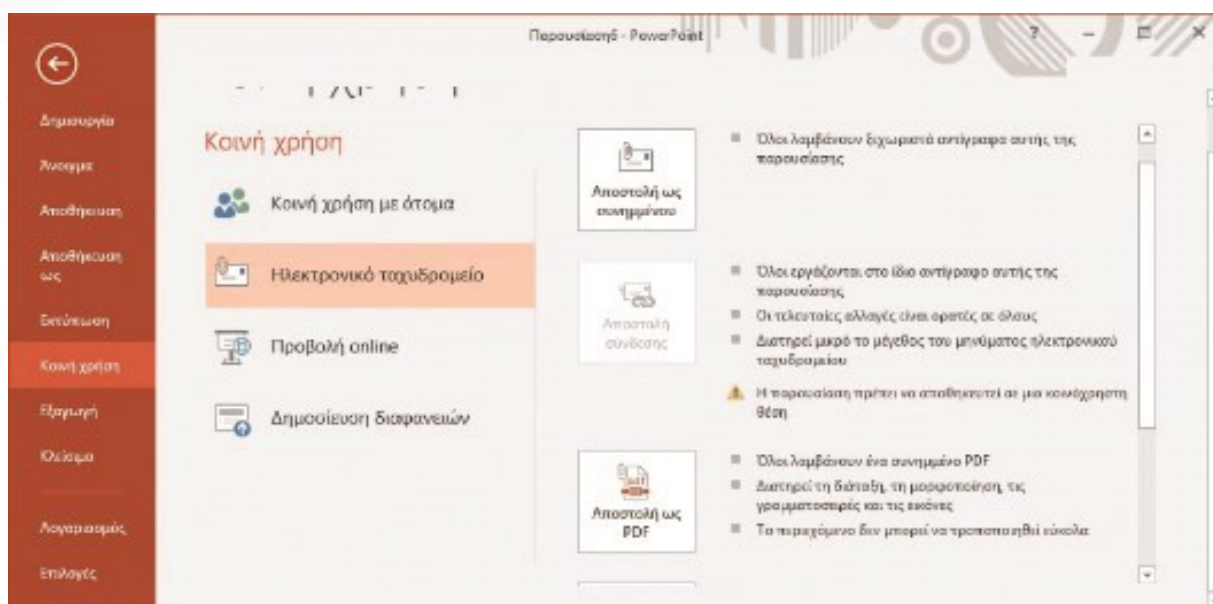 Παρουσίαση6 - PowerPoint
?
Δημιουργία
Άνοιγμα
Αποθήκευση
Αποθήκευση
ως
Εκτύπωση
Κοινή χρήση
Εξαγωγή
Κλείσιμο
Λογαριασμός
Επιλογές
Κοινή χρήση
Κοινή χρήση με άτομα
Ηλεκτρονικό ταχυδρομείο
Προβολή online
Δημοσίευση διαφανειών
Αποστολή ως
συνημμένου
Όλοι λαμβάνουν ξεχωριστά αντίγραφα αυτής της
παρουσίασης
Αποστολή
σύνδεσης
Όλοι εργάζονται στο ίδιο αντίγραφο αυτής της
παρουσίασης
Οι τελευταίες αλλαγές είναι ορατές σε όλους
Διατηρεί μικρό το μέγεθος του μηνύματος ηλεκτρονικού
ταχυδρομείου
Η παρουσίαση πρέπει να αποθηκευτεί σε μια κοινόχρηστη
θέση
Αποστολή ως
PDF
Όλοι λαμβάνουν ένα συνημμένο PDF
Διατηρεί τη διάταξη, τη μορφοποίηση, τις
γραμματοσειρές και τις εικόνες
Το περιεχόμενο δεν μπορεί να τροποποιηθεί εύκολα